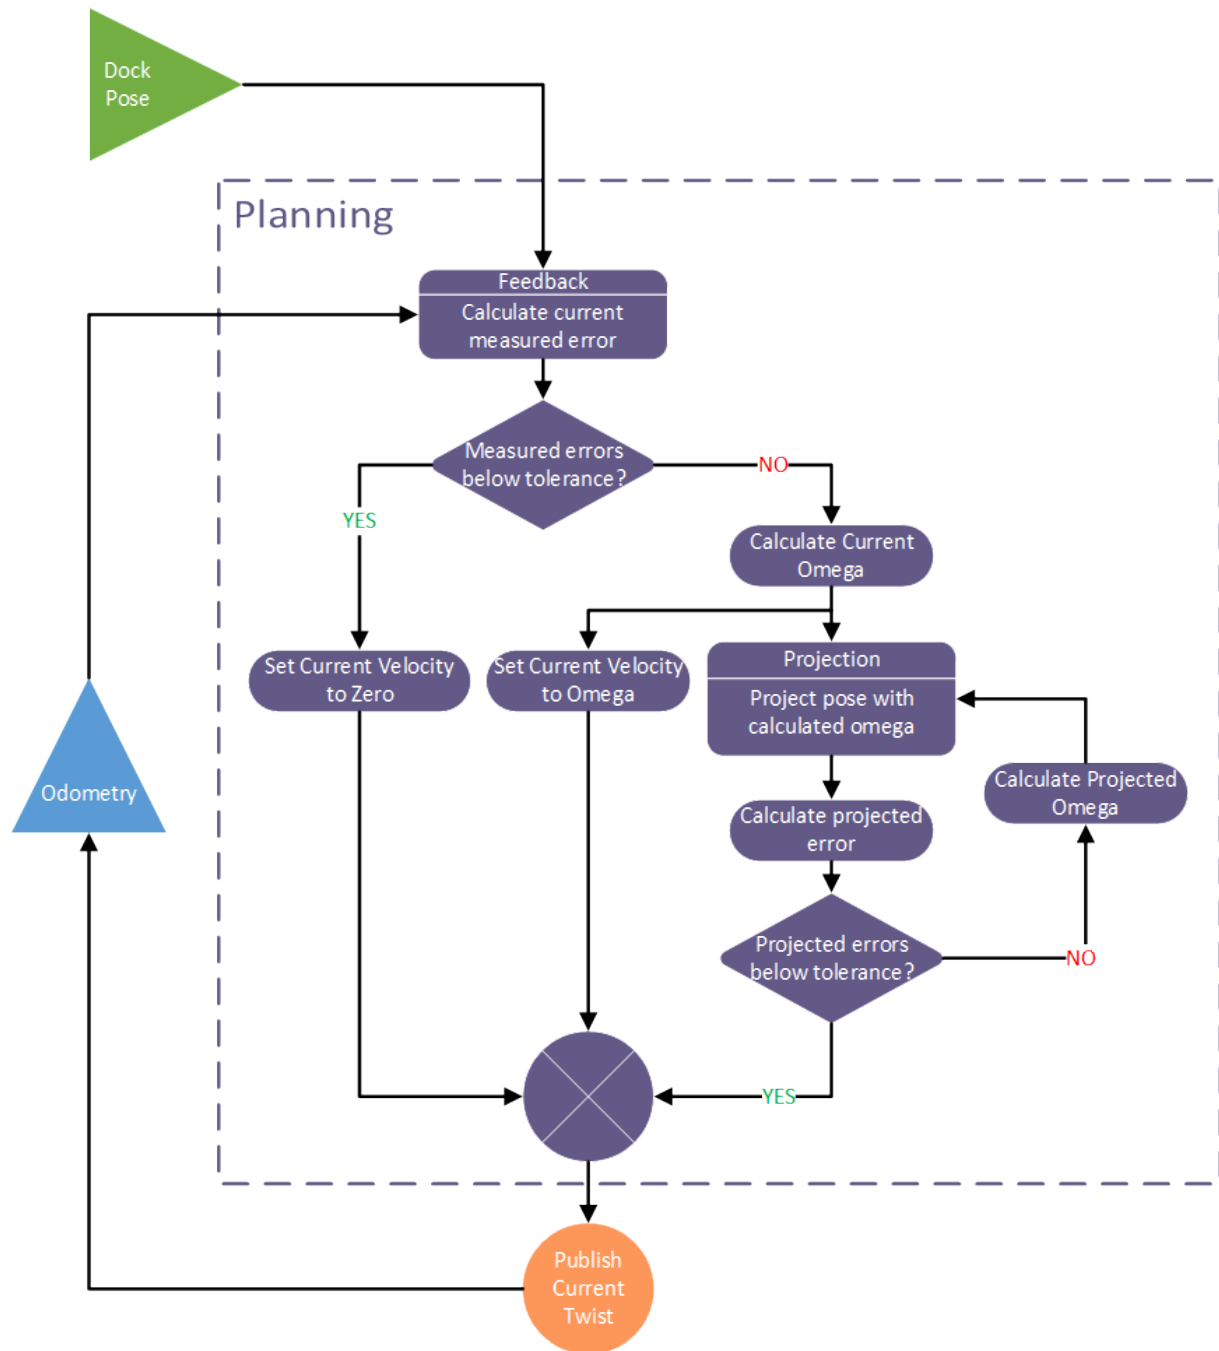 Dock
Pose
Planning
Feedback
Calculate current
measured error
Measured errors
below tolerance?
NO
YES
Calculate Current
Omega
Set Current Velocity
to Zero
Set Current Velocity
to Omega
Projection
Project pose with
calculated omega
Odometry
Calculate Projected
Omega
Calculate projected
error
Projected errors
below tolerance?
NO
YES
Publish
Current
Twist